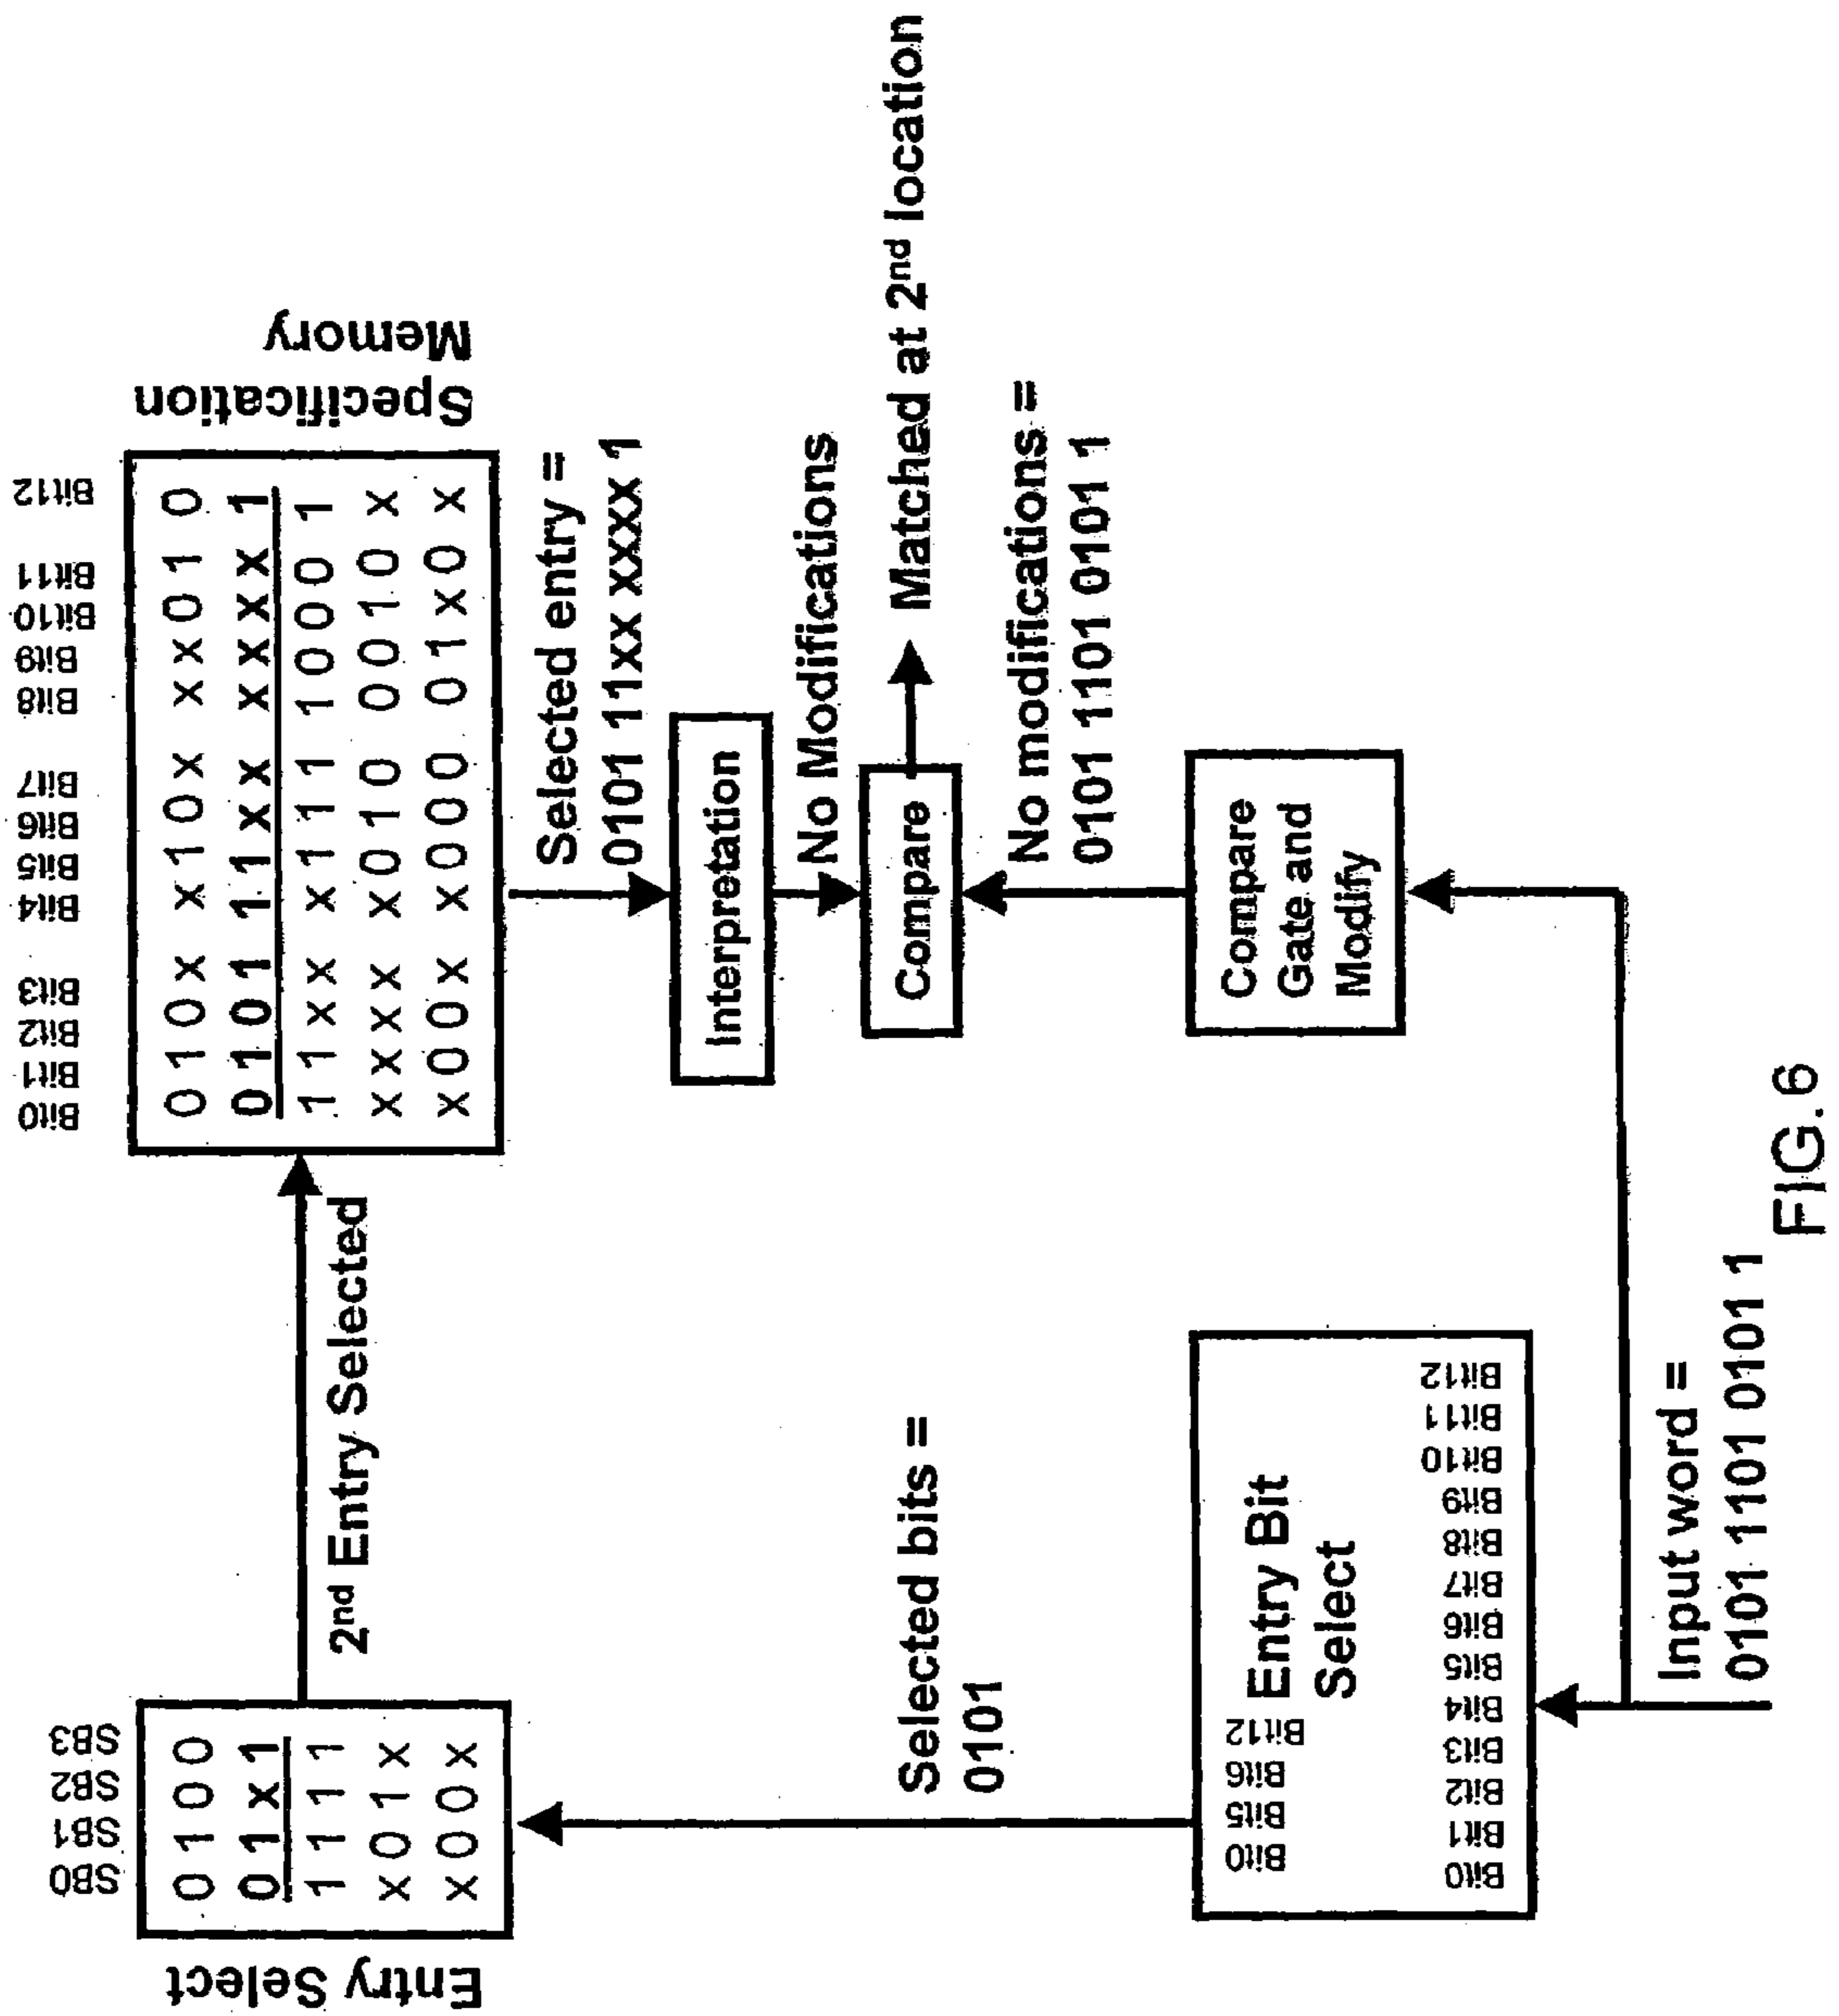 Entry Select
SB0 SB1 SB2 SB3
0 1 0 0
0 1 x 1
1 1 1 1
x 0 1 x
x 0 0 x
2nd Entry Selected
Specification
Memory
Bit0 Bit1 Bit2 Bit3 Bit4 Bit5 Bit6 Bit7 Bit8 Bit9 Bit10 Bit11 Bit12
0 1 0 x x 1 0 x x x 0 1 0
0 1 0 1 1 1 x x x x x x 1
1 1 x x x 1 1 1 1 0 0 0 1
x x x x x 0 1 0 0 0 1 0 x
x 0 0 x x 0 0 0 0 1 x 0 x
Selected entry =
0101 11xx xxxx 1
Interpretation
No Modifications
Compare
Matched at 2nd location
No modifications =
0101 1101 0101 1
Compare
Gate and
Modify
Selected bits =
0101
Bit0 Bit5 Bit6 Bit12
Entry Bit
Select
Bit0 Bit1 Bit2 Bit3 Bit4 Bit5 Bit6 Bit7 Bit8 Bit9 Bit10 Bit11 Bit12
Input word =
0101 1101 0101 1
FIG.6